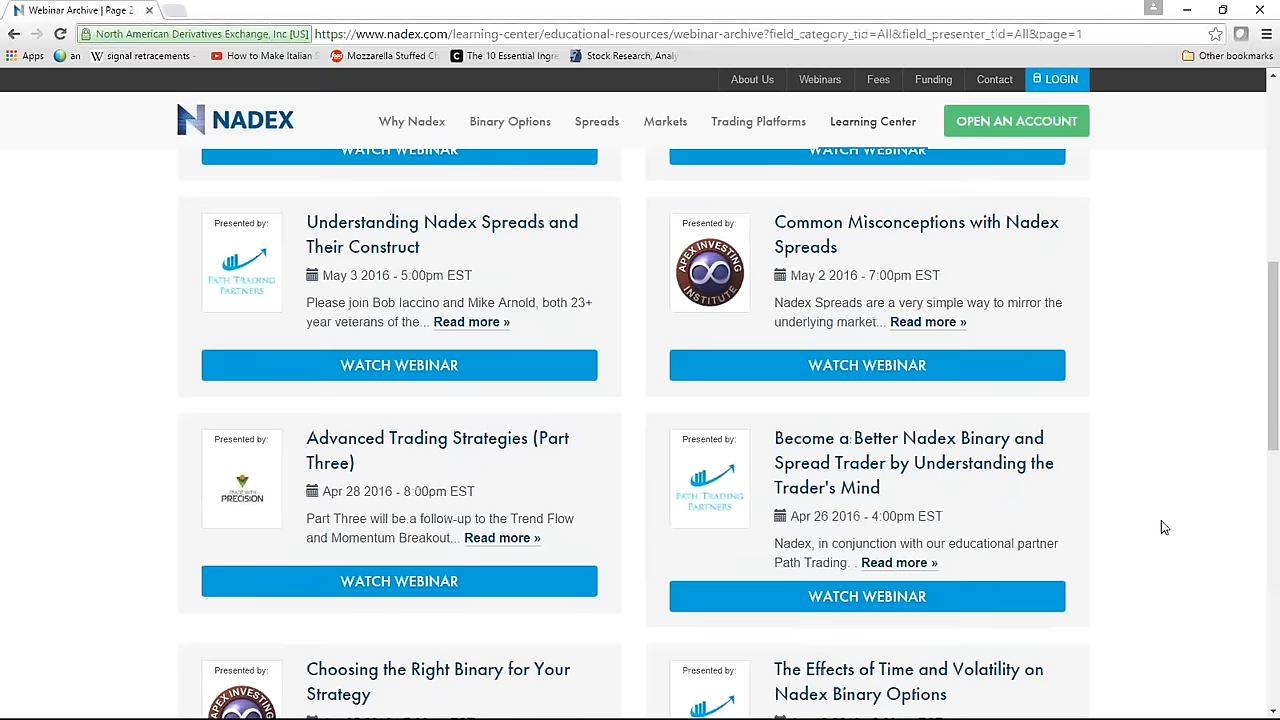 Webinar Archive | Page 2
North American Derivatives Exchange, Inc [US] https://www.nadex.com/learning-center/educational-resources/webinar-archive?field_category_tid=All&field_presenter_tid=All&page=1
Apps an signal retracements - How to Make Italian S Mozzarella Stuffed Ch The 10 Essential Ingre Stock Research, Analy Other bookmarks
About Us Webinars Fees Funding Contact LOGIN
NADEX Why Nadex Binary Options Spreads Markets Trading Platforms Learning Center OPEN AN ACCOUNT
WATCH WEBINAR WATCH WEBINAR
Presented by:
PATH TRADING
PARTNERS
Understanding Nadex Spreads and
Their Construct
May 3 2016 - 5:00pm EST
Please join Bob Iaccino and Mike Arnold, both 23+
year veterans of the... Read more »
WATCH WEBINAR
Presented by:
APEX INVESTING
INSTITUTE
Common Misconceptions with Nadex
Spreads
May 2 2016 - 7:00pm EST
Nadex Spreads are a very simple way to mirror the
underlying market... Read more »
WATCH WEBINAR
Presented by:
TRADE WITH
PRECISION
Advanced Trading Strategies (Part
Three)
Apr 28 2016 - 8:00pm EST
Part Three will be a follow-up to the Trend Flow
and Momentum Breakout... Read more »
WATCH WEBINAR
Presented by:
PATH TRADING
PARTNERS
Become a Better Nadex Binary and
Spread Trader by Understanding the
Trader's Mind
Apr 26 2016 - 4:00pm EST
Nadex, in conjunction with our educational partner
Path Trading... Read more »
WATCH WEBINAR
Presented by:
APEX INVESTING
Choosing the Right Binary for Your
Strategy
Presented by:
The Effects of Time and Volatility on
Nadex Binary Options